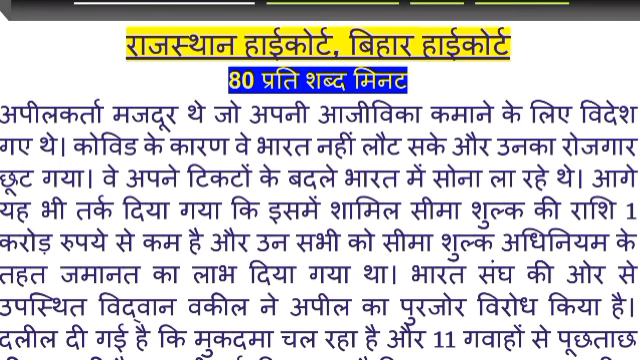 राजस्थान हाईकोर्ट, बिहार हाईकोर्ट
80 प्रति शब्द मिनट
अपीलकर्ता मजदूर थे जो अपनी आजीविका कमाने के लिए विदेश
गए थे। कोविड के कारण वे भारत नहीं लौट सके और उनका रोजगार
छूट गया। वे अपने टिकटों के बदले भारत में सोना ला रहे थे। आगे
यह भी तर्क दिया गया कि इसमें शामिल सीमा शुल्क की राशि 1
करोड़ रुपये से कम है और उन सभी को सीमा शुल्क अधिनियम के
तहत जमानत का लाभ दिया गया था। भारत संघ की ओर से
उपस्थित विद्वान वकील ने अपील का पुरजोर विरोध किया है।
दलील दी गई है कि मुकदमा चल रहा है और 11 गवाहों से पूछताछ